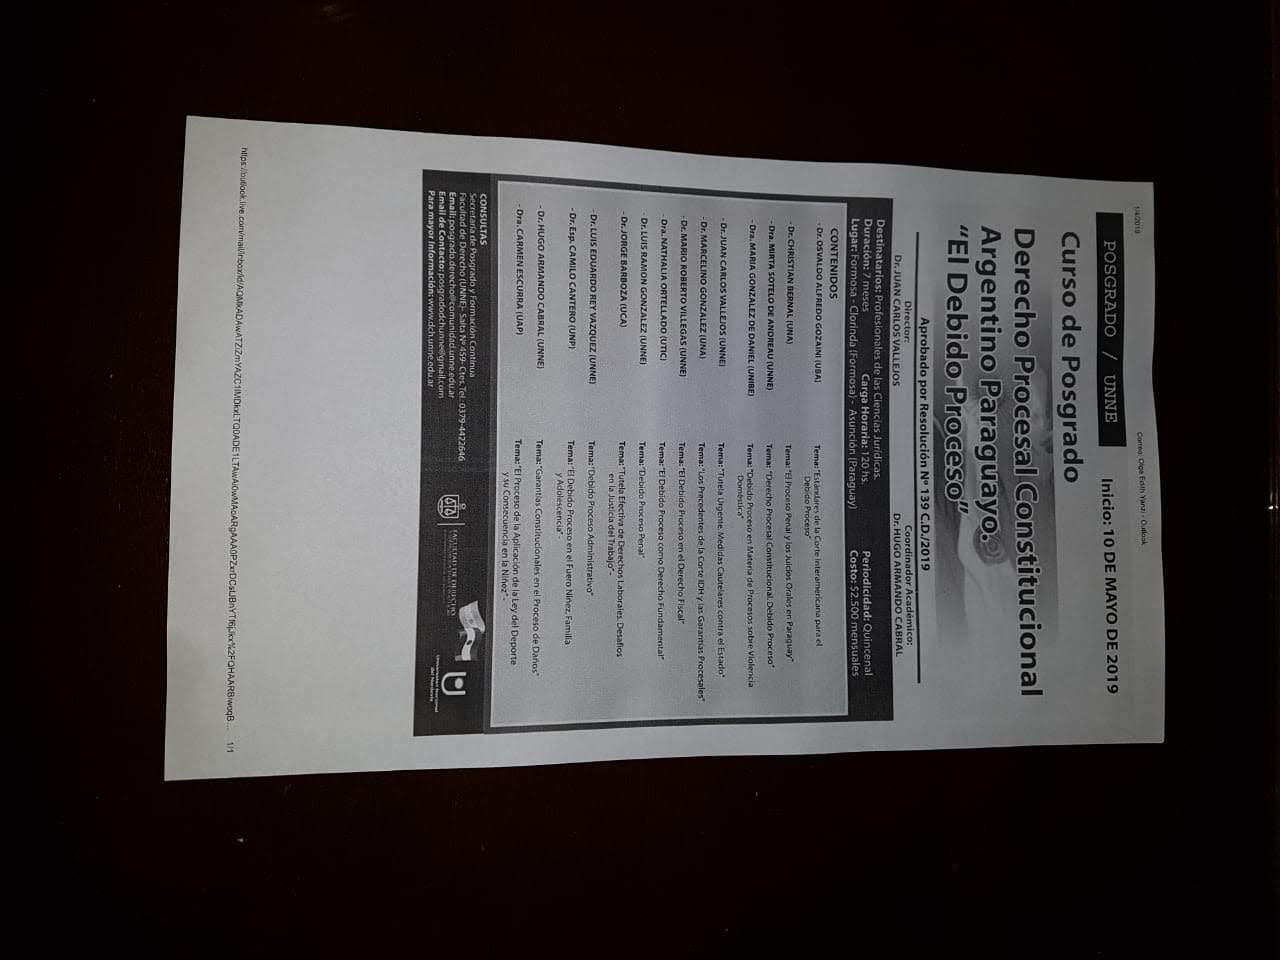 1/4/2019
Correo: Olga Edith Yanzi - Outlook
POSGRADO / UNNE
Inicio: 10 DE MAYO DE 2019
Curso de Posgrado
Derecho Procesal Constitucional
Argentino Paraguayo.
“El Debido Proceso”
Aprobado por Resolución Nº 139 C.D./2019
Director:
Dr. JUAN CARLOS VALLEJOS
Coordinador Académico:
Dr. HUGO ARMANDO CABRAL
Destinatarios: Profesionales de las Ciencias Jurídicas.
Duración: 7 meses Carga Horaria: 120 hs. Periodicidad: Quincenal
Lugar: Formosa - Clorinda (Formosa) - Asunción (Paraguay) Costo: $2.500 mensuales
CONTENIDOS
- Dr. OSVALDO ALFREDO GOZAINI (UBA) Tema: "Estándares de la Corte Interamericana para el
Debido Proceso"
- Dr. CHRISTIAN BERNAL (UNA) Tema: "El Proceso Penal y los Juicios Orales en Paraguay"
- Dra. MIRTA SOTELO DE ANDREAU (UNNE) Tema: "Derecho Procesal Constitucional. Debido Proceso"
- Dra. MARIA GONZALEZ DE DANIEL (UNIBE) Tema: "Debido Proceso en Materia de Procesos sobre Violencia
Doméstica"
- Dr. JUAN CARLOS VALLEJOS (UNNE) Tema: "Tutela Urgente. Medidas Cautelares contra el Estado"
- Dr. MARCELINO GONZALEZ (UNA) Tema: "Los Precedentes de la Corte IDH y las Garantías Procesales"
- Dr. MARIO ROBERTO VILLEGAS (UNNE) Tema: "El Debido Proceso en el Derecho Fiscal"
- Dra. NATHALIA ORTELLADO (UTIC) Tema: "El Debido Proceso como Derecho Fundamental"
- Dr. LUIS RAMON GONZALEZ (UNNE) Tema: "Debido Proceso Penal"
- Dr. JORGE BARBOZA (UCA) Tema: "Tutela Efectiva de Derechos Laborales. Desafíos
en la Justicia del Trabajo"-
- Dr. LUIS EDUARDO REY VAZQUEZ (UNNE) Tema: "Debido Proceso Administrativo"
- Dr. Esp. CAMILO CANTERO (UNP) Tema: "El Debido Proceso en el Fuero Niñez, Familia
y Adolescencia"-
- Dr. HUGO ARMANDO CABRAL (UNNE) Tema: "Garantías Constitucionales en el Proceso de Daños"
- Dra. CARMEN ESCURRA (UAP) Tema: "El Proceso de la Aplicación de la Ley del Deporte
y su Consecuencia en la Niñez"-
CONSULTAS
Secretaría de Posgrado y Formación Continua
Facultad de Derecho (UNNE)- Salta Nº 459- Ctes. Tel.: 0379-4422646
Email: posgrado.derecho@comunidad.unne.edu.ar
Email de Contacto: posgradodchunne@gmail.com
Para mayor Información: www.dch.unne.edu.ar
FACULTAD DE DERECHO
Universidad Nacional
del Nordeste
1/1